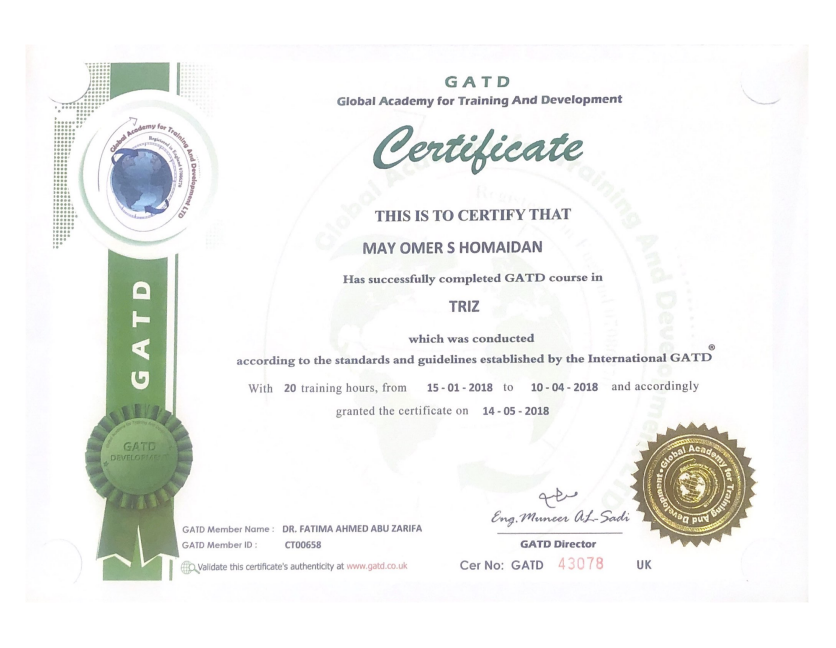 GATD
Global Academy for Training And Development
Certificate
THIS IS TO CERTIFY THAT
MAY OMER S HOMAIDAN
Has successfully completed GATD course in
TRIZ
which was conducted
according to the standards and guidelines established by the International GATD®
With 20 training hours, from 15 - 01 - 2018 to 10 - 04 - 2018 and accordingly
granted the certificate on 14 - 05 - 2018
Global Academy for Training And Development LTD
GATD
GATD
DEVELOPMENT
Global Academy for Training And Development
Eng. Muneer AL-Sadi
GATD Member Name : DR. FATIMA AHMED ABU ZARIFA
GATD Member ID : CT00658
GATD Director
Validate this certificate's authenticity at www.gatd.co.uk
Cer No: GATD 43078 UK